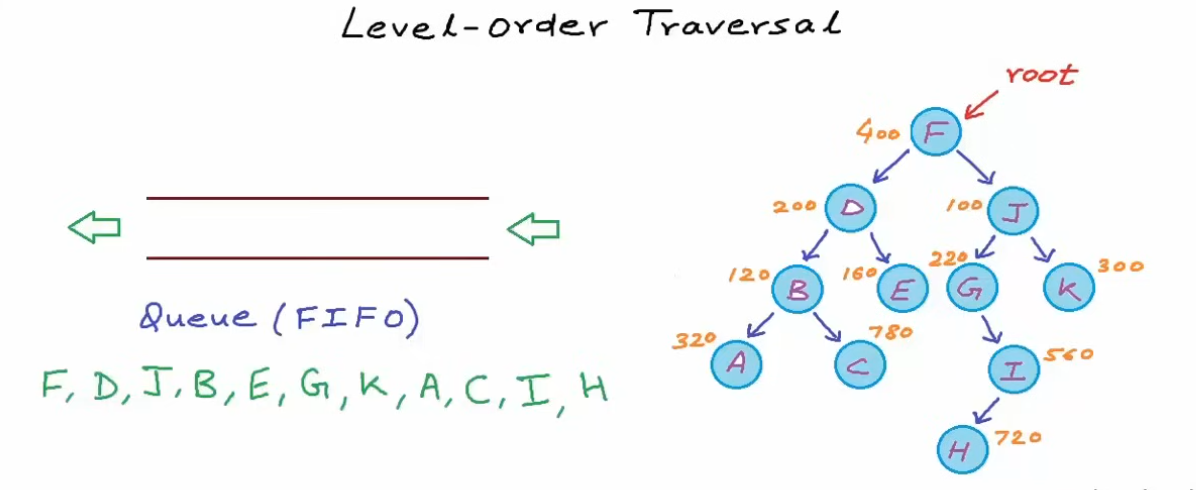 Level-order Traversal
root
400 F
200 D 100 J
120 B 160 E 220 G K 300
320 A C 780 I 560
H 720
Queue (FIFO)
F, D, J, B, E, G, K, A, C, I, H